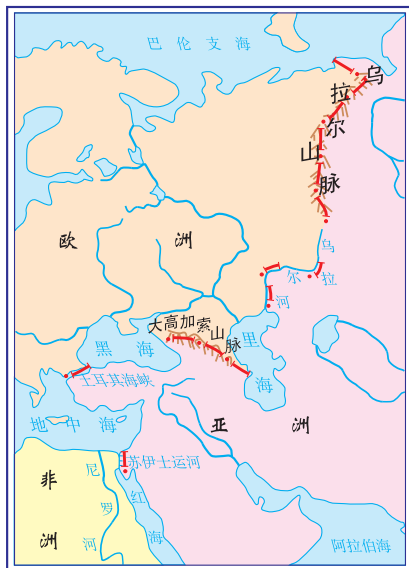 巴伦支海
乌拉尔山脉
欧洲
乌拉尔河
大高加索山脉
黑海
里海
土耳其海峡
地中海
亚洲
苏伊士运河
非洲
尼罗河
红海
阿拉伯海